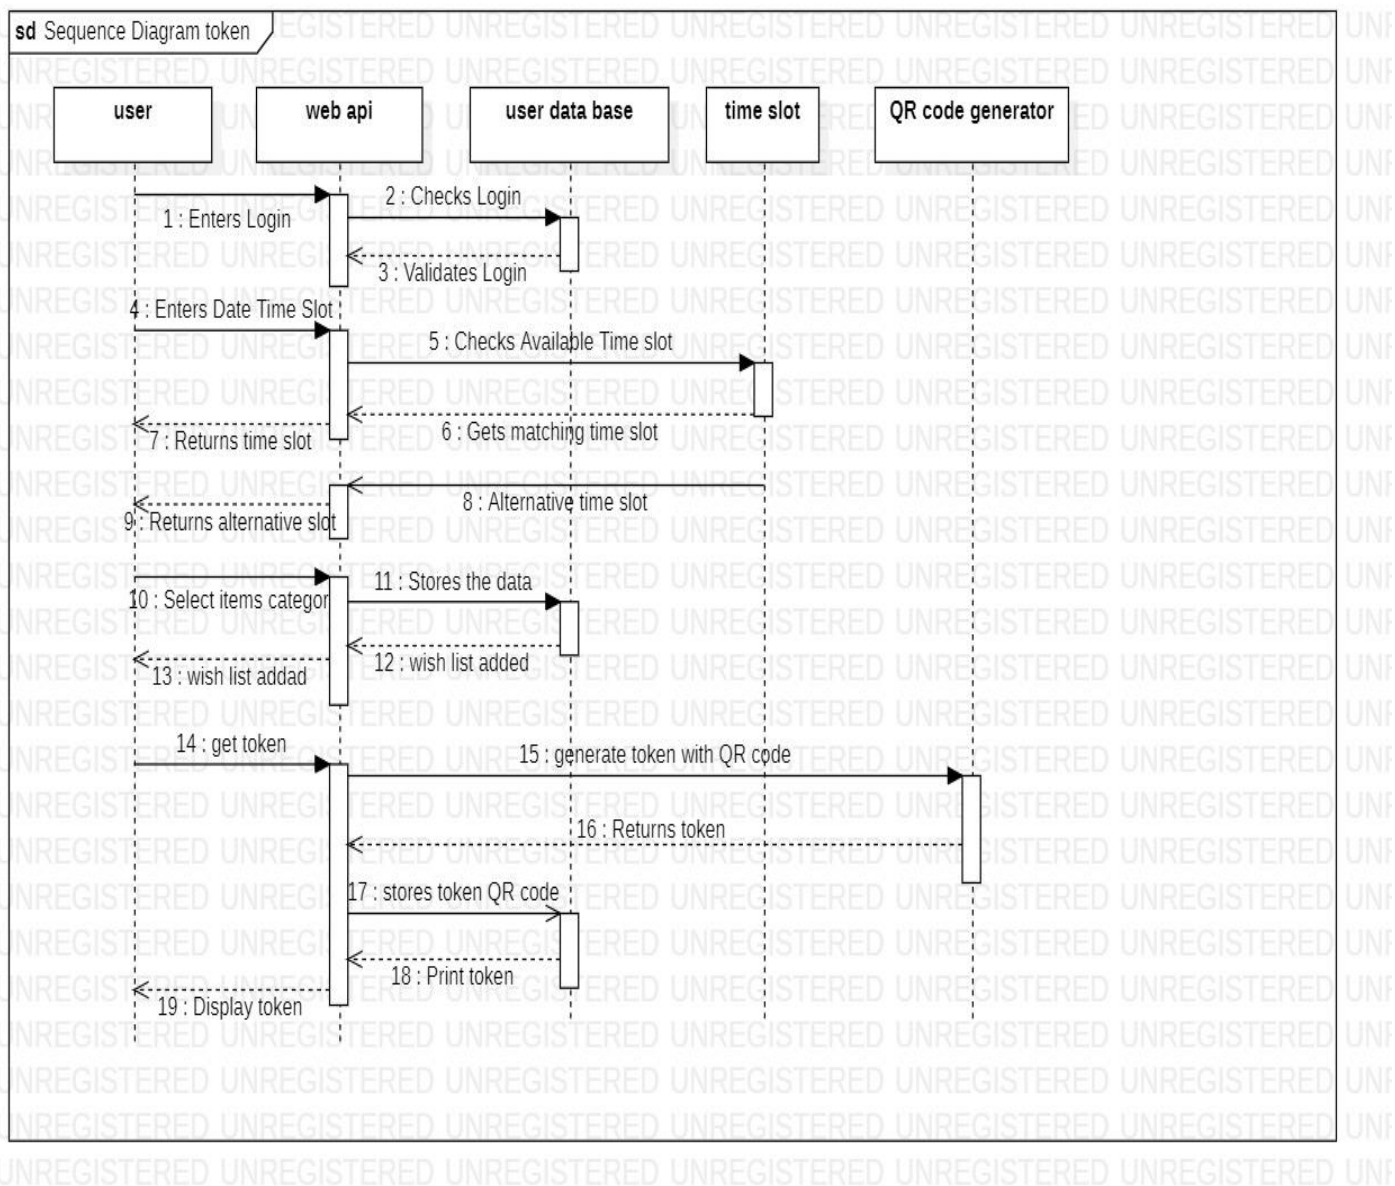 sd Sequence Diagram token
user
web api
user data base
time slot
QR code generator
1 : Enters Login
2 : Checks Login
3 : Validates Login
4 : Enters Date Time Slot
5 : Checks Available Time slot
6 : Gets matching time slot
7 : Returns time slot
8 : Alternative time slot
9 : Returns alternative slot
10 : Select items categor
11 : Stores the data
12 : wish list added
13 : wish list addad
14 : get token
15 : generate token with QR code
16 : Returns token
17 : stores token QR code
18 : Print token
19 : Display token
UNREGISTERED